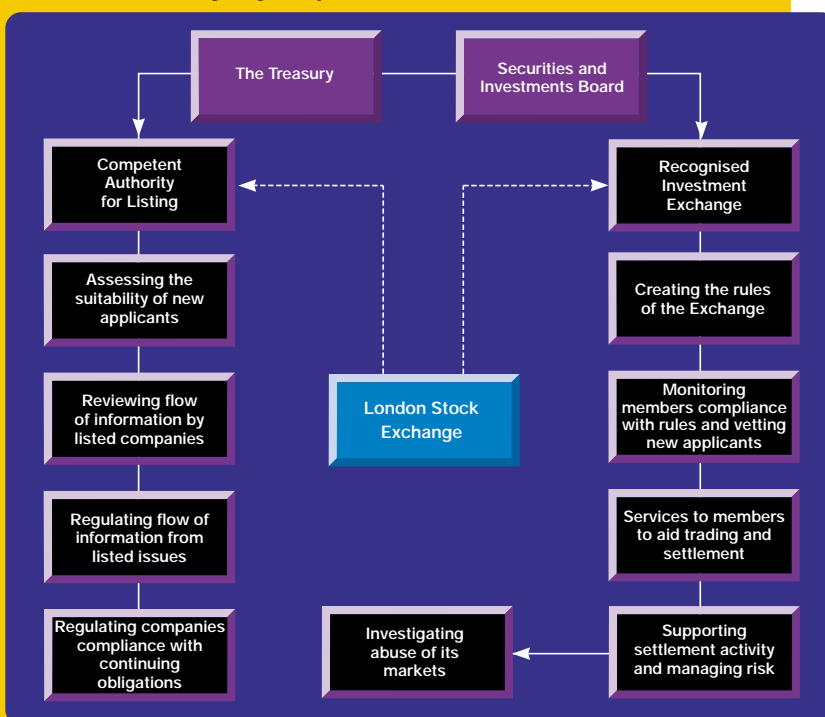 The Treasury
Securities and
Investments Board
Competent
Authority
for Listing
Recognised
Investment
Exchange
Assessing the
suitability of new
applicants
Creating the rules
of the Exchange
Reviewing flow
of information by
listed companies
London Stock
Exchange
Monitoring
members compliance
with rules and vetting
new applicants
Regulating flow of
information from
listed issues
Services to members
to aid trading and
settlement
Regulating companies
compliance with
continuing
obligations
Investigating
abuse of its
markets
Supporting
settlement activity
and managing risk